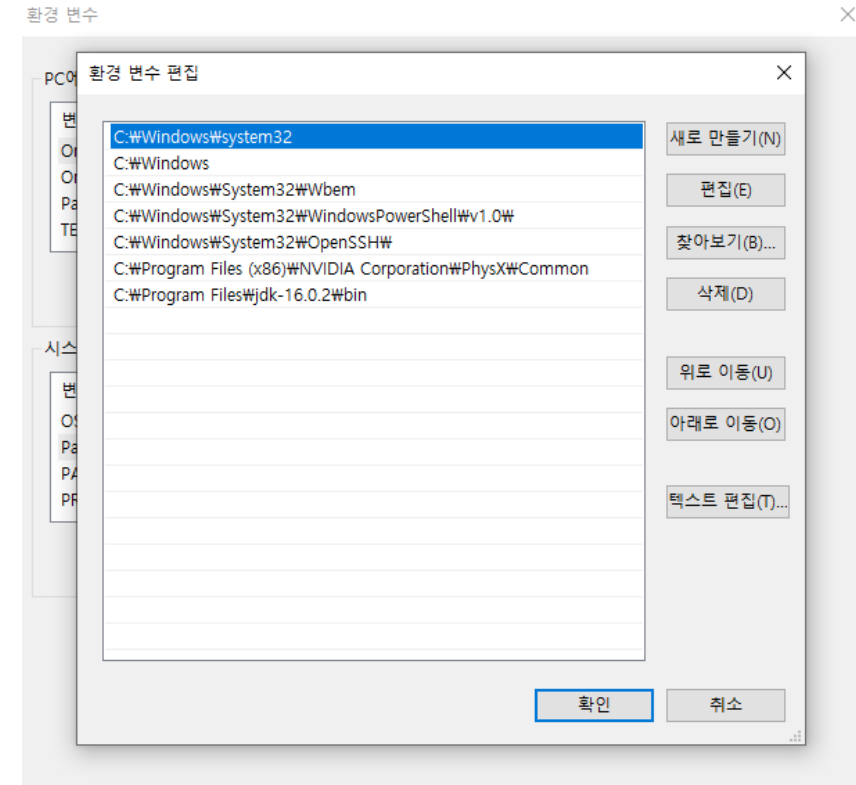 환경 변수
환경 변수 편집
PC에
변
On
On
Pa
TE
C:₩Windows₩system32
C:₩Windows
C:₩Windows₩System32₩Wbem
C:₩Windows₩System32₩WindowsPowerShell₩v1.0₩
C:₩Windows₩System32₩OpenSSH₩
C:₩Program Files (x86)₩NVIDIA Corporation₩PhysX₩Common
C:₩Program Files₩jdk-16.0.2₩bin
새로 만들기(N)
편집(E)
찾아보기(B)...
삭제(D)
위로 이동(U)
아래로 이동(O)
텍스트 편집(T)...
시스
변
OS
Pa
PA
PR
확인
취소